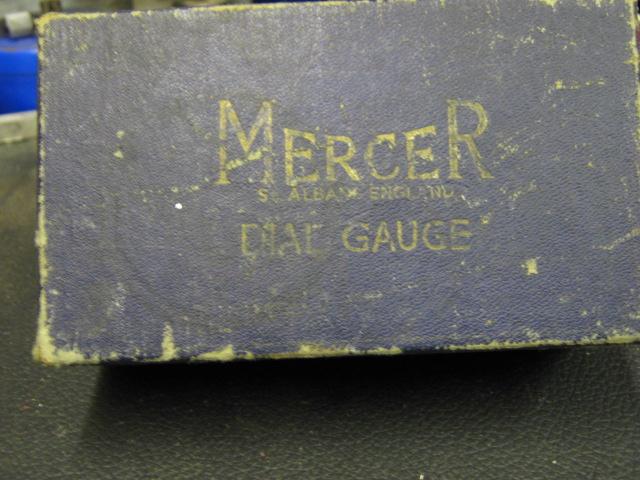 MERCER
ST ALBANS ENGLAND
DIAL GAUGE